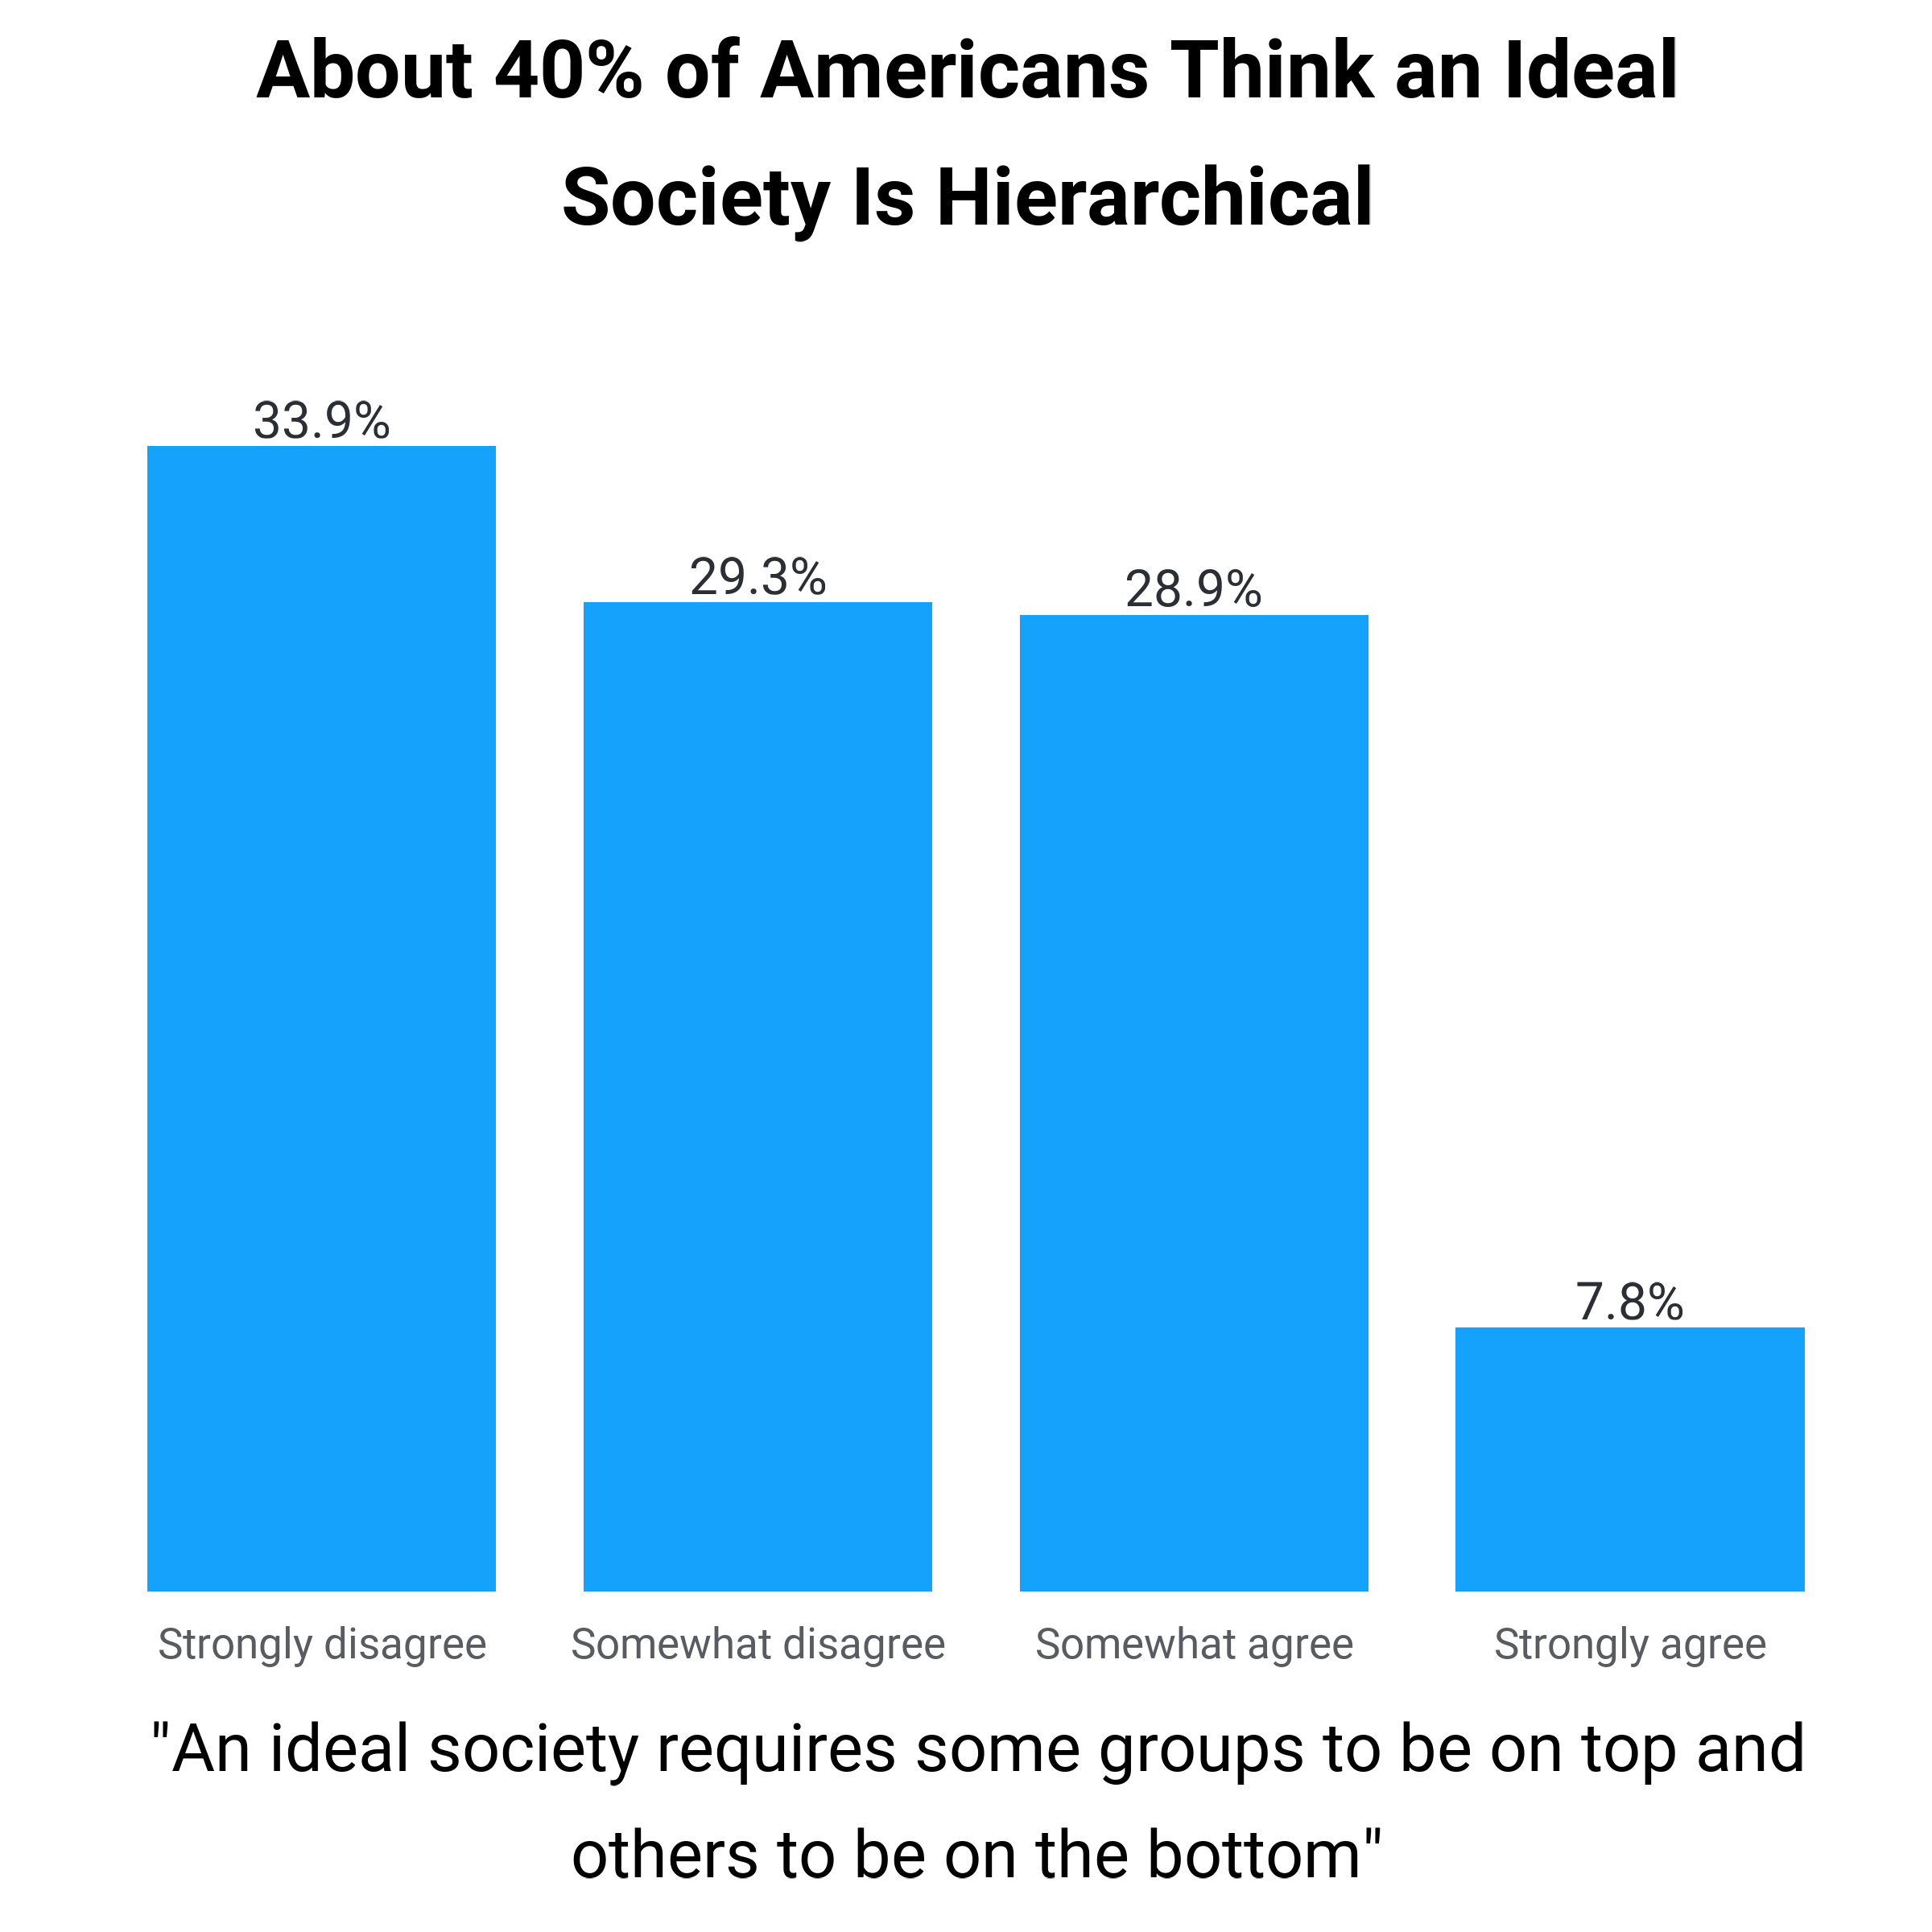 About 40% of Americans Think an Ideal
Society Is Hierarchical
33.9%
29.3%
28.9%
7.8%
Strongly disagree
Somewhat disagree
Somewhat agree
Strongly agree
"An ideal society requires some groups to be on top and
others to be on the bottom"